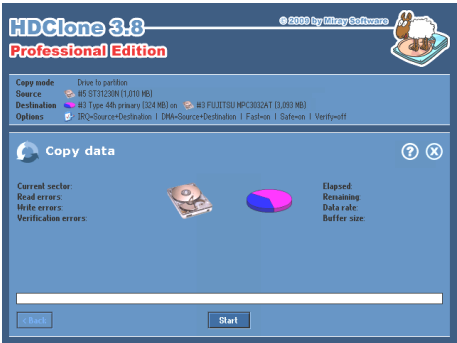 HDClone 3.8
© 2009 by Miray Software
Professional Edition
Copy mode Drive to partition
Source #5 ST31230N (1,010 MB)
Destination #3 Type 44h primary (324 MB) on #3 FUJITSU MPC3032AT (3,093 MB)
Options IRQ=Source+Destination | DMA=Source+Destination | Fast=on | Safe=on | Verify=off
Copy data
? X
Current sector: Elapsed:
Read errors: Remaining:
Write errors: Data rate:
Verification errors: Buffer size:
< Back Start